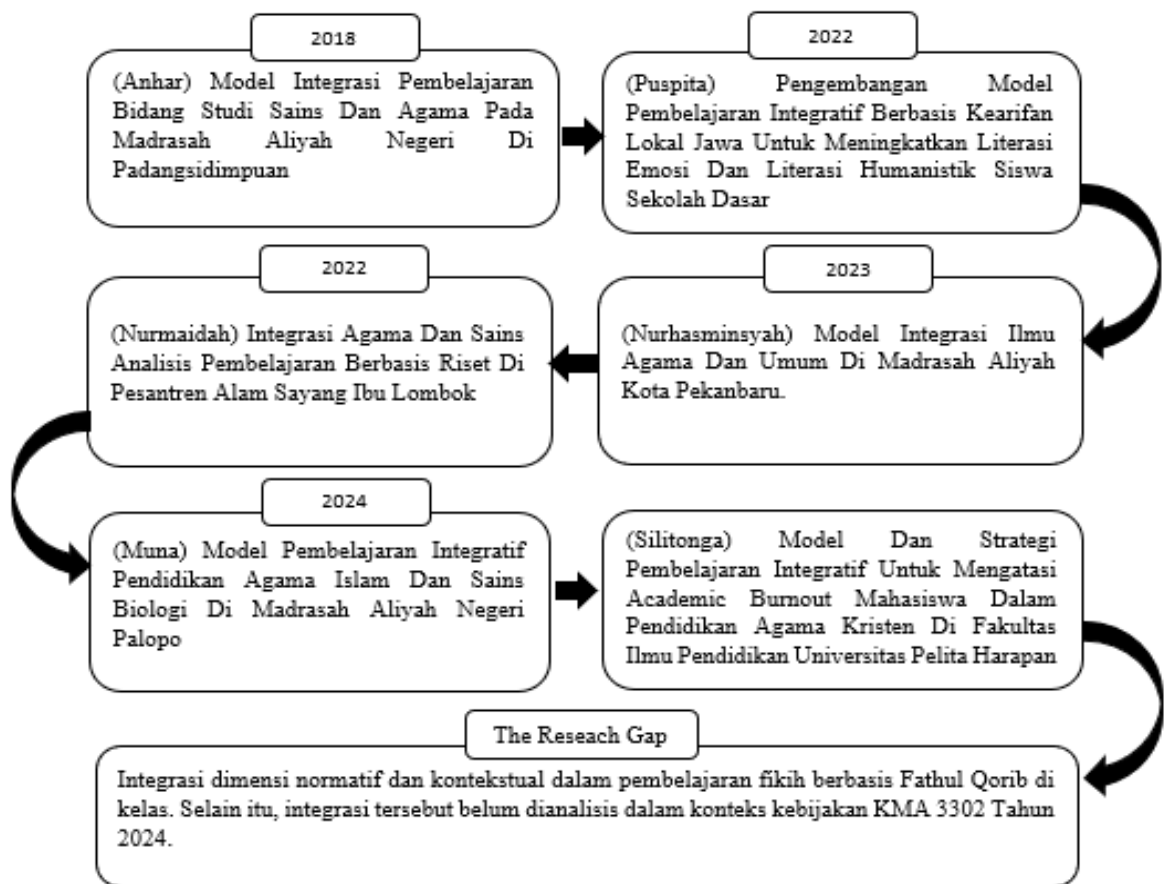 2018
(Anhar) Model Integrasi Pembelajaran
Bidang Studi Sains Dan Agama Pada
Madrasah Aliyah Negeri Di
Padangsidimpuan
2022
(Puspita) Pengembangan Model
Pembelajaran Integratif Berbasis Kearifan
Lokal Jawa Untuk Meningkatkan Literasi
Emosi Dan Literasi Humanistik Siswa
Sekolah Dasar
2023
(Nurhasminsyah) Model Integrasi Ilmu
Agama Dan Umum Di Madrasah Aliyah
Kota Pekanbaru.
2022
(Nurmaidah) Integrasi Agama Dan Sains
Analisis Pembelajaran Berbasis Riset Di
Pesantren Alam Sayang Ibu Lombok
2024
(Muna) Model Pembelajaran Integratif
Pendidikan Agama Islam Dan Sains
Biologi Di Madrasah Aliyah Negeri
Palopo
(Silitonga) Model Dan Strategi
Pembelajaran Integratif Untuk Mengatasi
Academic Burnout Mahasiswa Dalam
Pendidikan Agama Kristen Di Fakultas
Ilmu Pendidikan Universitas Pelita Harapan
The Reseach Gap
Integrasi dimensi normatif dan kontekstual dalam pembelajaran fikih berbasis Fathul Qorib di
kelas. Selain itu, integrasi tersebut belum dianalisis dalam konteks kebijakan KMA 3302 Tahun
2024.